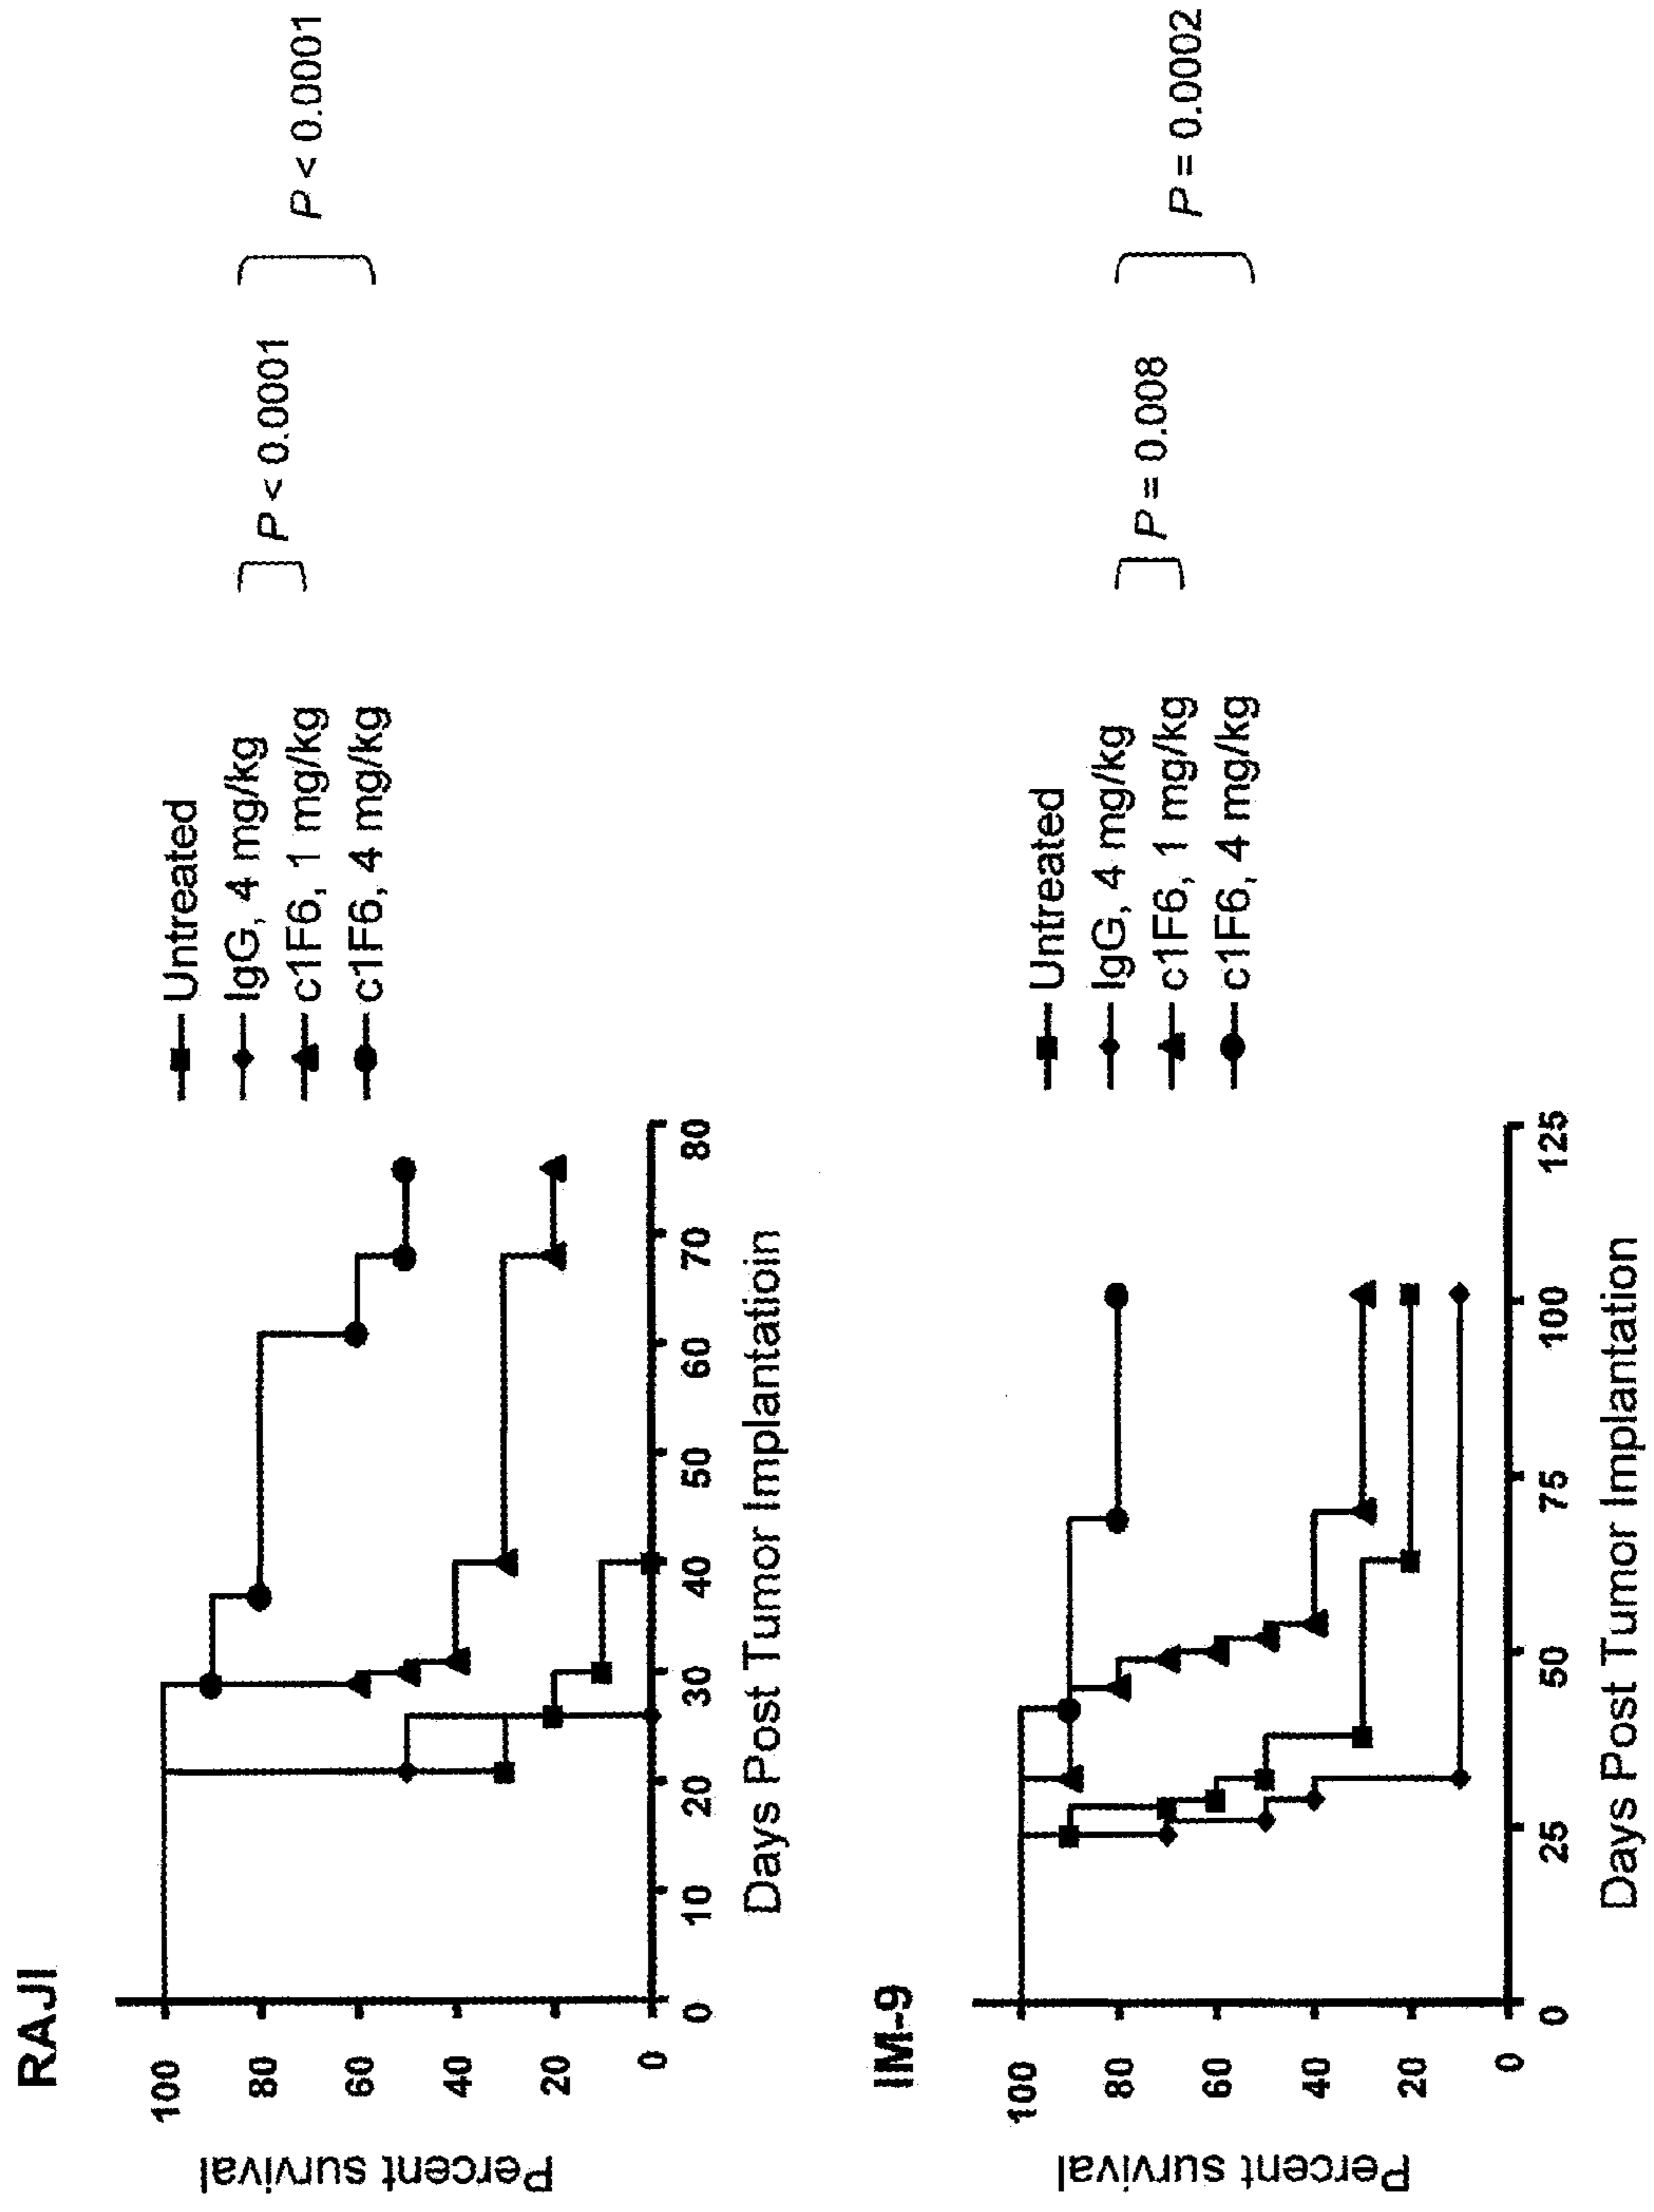 RAJI
Percent survival
100
80
60
40
20
0
0 10 20 30 40 50 60 70 80
Days Post Tumor Implantatioin
Untreated
IgG, 4 mg/kg
c1F6, 1 mg/kg
c1F6, 4 mg/kg
P < 0.0001
P < 0.0001
IM-9
Percent survival
100
80
60
40
20
0
0 25 50 75 100 125
Days Post Tumor Implantation
Untreated
IgG, 4 mg/kg
c1F6, 1 mg/kg
c1F6, 4 mg/kg
P = 0.008
P = 0.0002